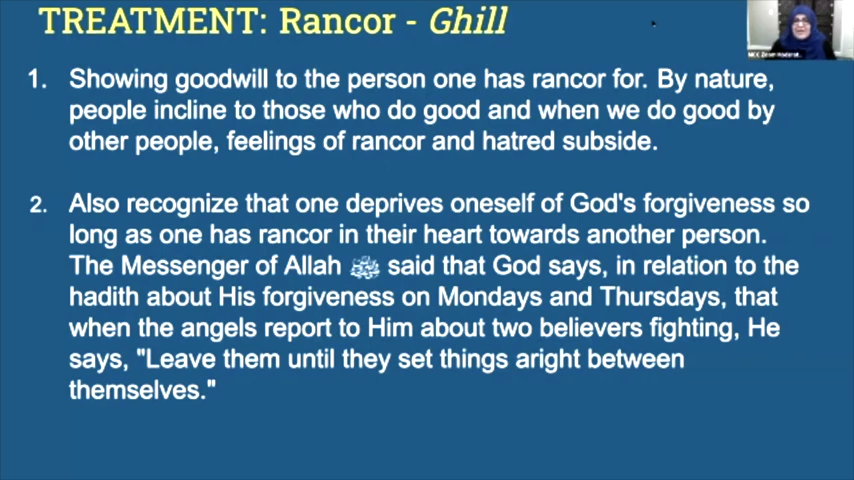 TREATMENT: Rancor - Ghill
1. Showing goodwill to the person one has rancor for. By nature,
people incline to those who do good and when we do good by
other people, feelings of rancor and hatred subside.
2. Also recognize that one deprives oneself of God's forgiveness so
long as one has rancor in their heart towards another person.
The Messenger of Allah ﷺ said that God says, in relation to the
hadith about His forgiveness on Mondays and Thursdays, that
when the angels report to Him about two believers fighting, He
says, "Leave them until they set things aright between
themselves."